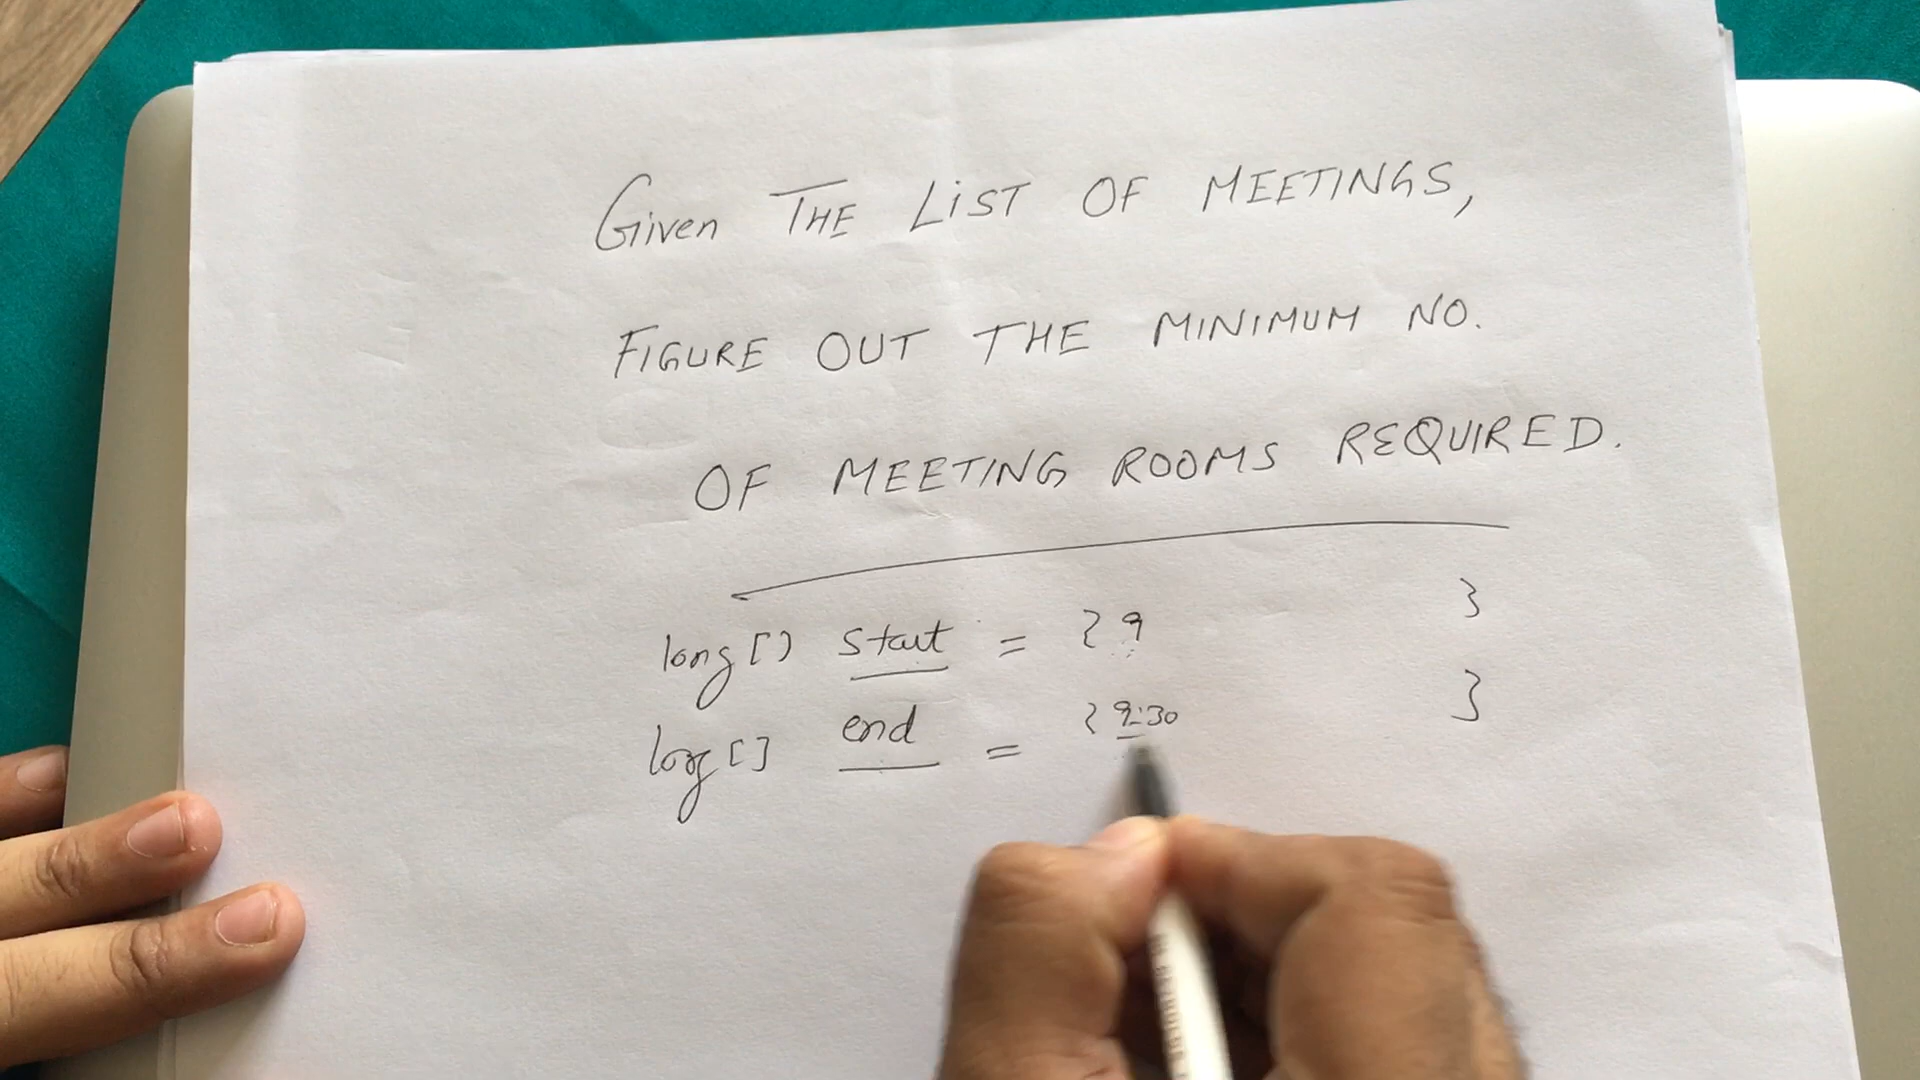 Given THE LIST OF MEETINGS,
FIGURE OUT THE MINIMUM NO.
OF MEETING ROOMS REQUIRED.
long[] start = { 9 }
long[] end = { 9:30 }